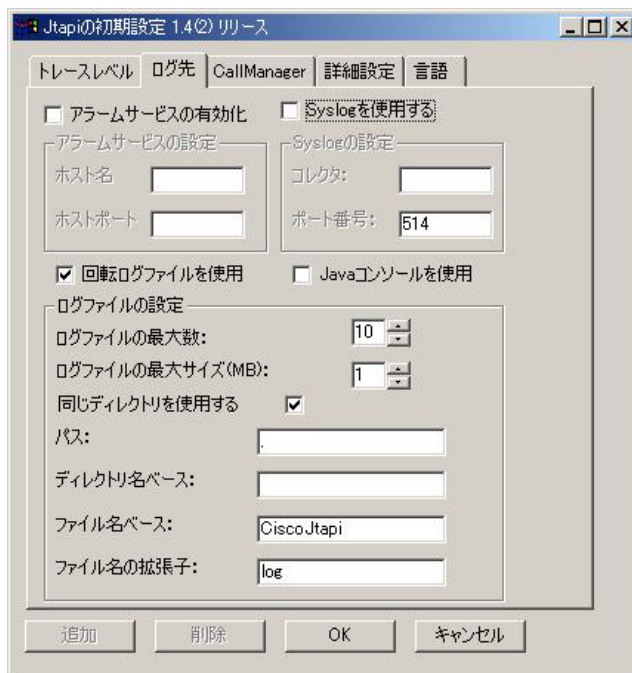 Jtapiの初期設定 1.4(2) リリース
トレースレベル ログ先 CallManager 詳細設定 言語
アラームサービスの有効化 Syslogを使用する
アラームサービスの設定 Syslogの設定
ホスト名 コレクタ:
ホストポート ポート番号: 514
回転ログファイルを使用 Javaコンソールを使用
ログファイルの設定
ログファイルの最大数: 10
ログファイルの最大サイズ(MB): 1
同じディレクトリを使用する
パス: .
ディレクトリ名ベース:
ファイル名ベース: CiscoJtapi
ファイル名の拡張子: log
追加 削除 OK キャンセル